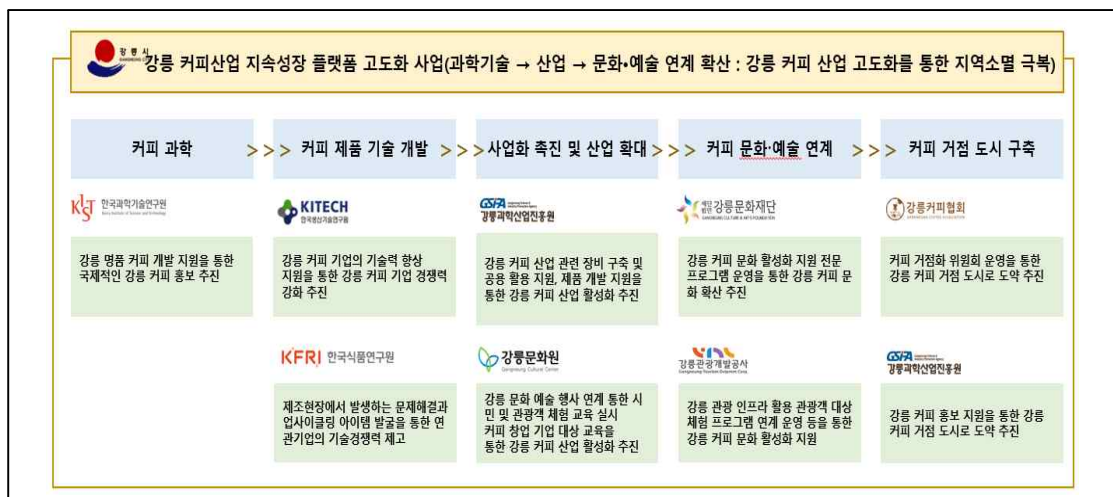 강릉시
강릉 커피산업 지속성장 플랫폼 고도화 사업(과학기술 → 산업 → 문화•예술 연계 확산 : 강릉 커피 산업 고도화를 통한 지역소멸 극복)
커피 과학 >>> 커피 제품 기술 개발 >>> 사업화 촉진 및 산업 확대 >>> 커피 문화·예술 연계 >>> 커피 거점 도시 구축
KIST 한국과학기술연구원
Korea Institute of Science and Technology
강릉 명품 커피 개발 지원을 통한
국제적인 강릉 커피 홍보 추진
KITECH
한국생산기술연구원
강릉 커피 기업의 기술력 향상
지원을 통한 강릉 커피 기업 경쟁력
강화 추진
KFRI 한국식품연구원
제조현장에서 발생하는 문제해결과
업사이클링 아이템 발굴을 통한 연
관기업의 기술경쟁력 제고
GSIPA
강릉과학산업진흥원
강릉 커피 산업 관련 장비 구축 및
공용 활용 지원, 제품 개발 지원을
통한 강릉 커피 산업 활성화 추진
강릉문화원
Gangneung Cultural Center
강릉 문화 예술 행사 연계 통한 시
민 및 관광객 체험 교육 실시
커피 창업 기업 대상 교육을
통한 강릉 커피 산업 활성화 추진
재단법인 강릉문화재단
GANGNEUNG CULTURE & ARTS FOUNDATION
강릉 커피 문화 활성화 지원 전문
프로그램 운영을 통한 강릉 커피 문
화 확산 추진
강릉관광개발공사
강릉 관광 인프라 활용 관광객 대상
체험 프로그램 연계 운영 등을 통한
강릉 커피 문화 활성화 지원
강릉커피협회
GANGNEUNG COFFEE ASSOCIATION
커피 거점화 위원회 운영을 통한
강릉 커피 거점 도시로 도약 추진
GSIPA
강릉과학산업진흥원
강릉 커피 홍보 지원을 통한 강릉
커피 거점 도시로 도약 추진